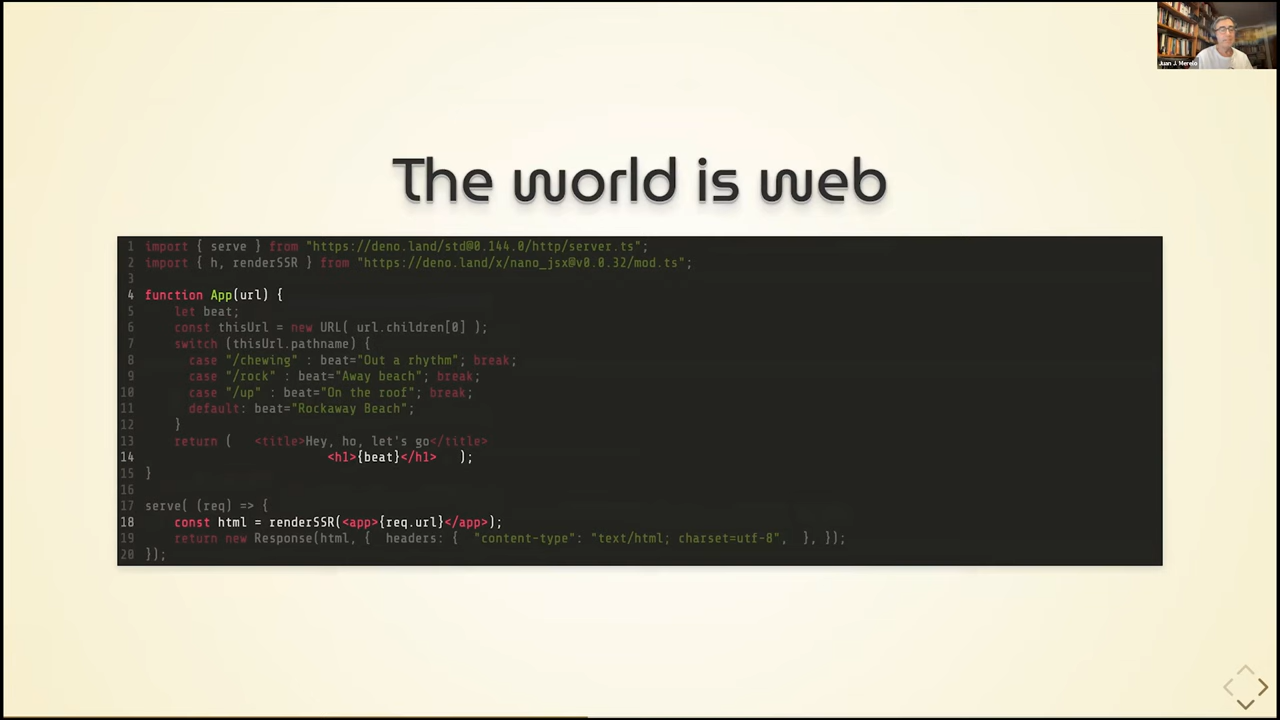 Juan J. Merelo
The world is web
1 import { serve } from "https://deno.land/std@0.144.0/http/server.ts";
2 import { h, renderSSR } from "https://deno.land/x/nano_jsx@v0.0.32/mod.ts";
3
4 function App(url) {
5 let beat;
6 const thisUrl = new URL( url.children[0] );
7 switch (thisUrl.pathname) {
8 case "/chewing" : beat="Out a rhythm"; break;
9 case "/rock" : beat="Away beach"; break;
10 case "/up" : beat="On the roof"; break;
11 default: beat="Rockaway Beach";
12 }
13 return ( <title>Hey, ho, let's go</title>
14 <h1>{beat}</h1> );
15 }
16
17 serve( (req) => {
18 const html = renderSSR(<app>{req.url}</app>);
19 return new Response(html, { headers: { "content-type": "text/html; charset=utf-8", }, });
20 });